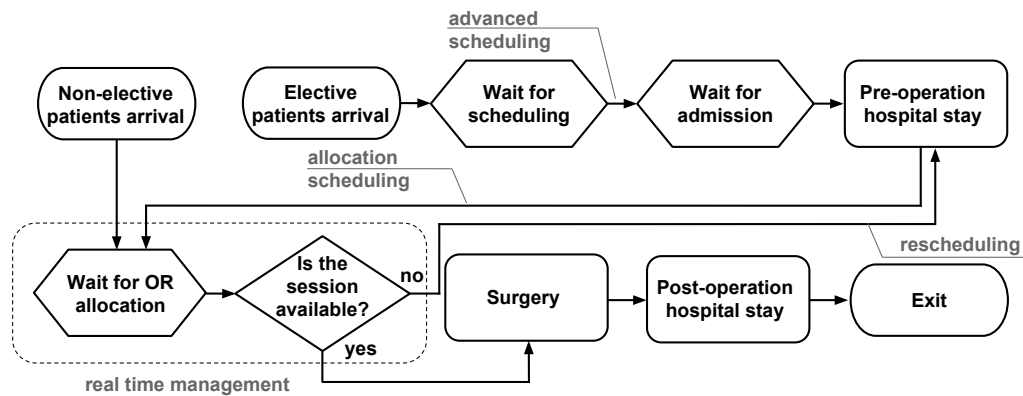 advanced
scheduling
Non-elective
patients arrival
Elective
patients arrival
Wait for
scheduling
Wait for
admission
Pre-operation
hospital stay
allocation
scheduling
rescheduling
Wait for OR
allocation
Is the
session
available?
no
yes
Surgery
Post-operation
hospital stay
Exit
real time management